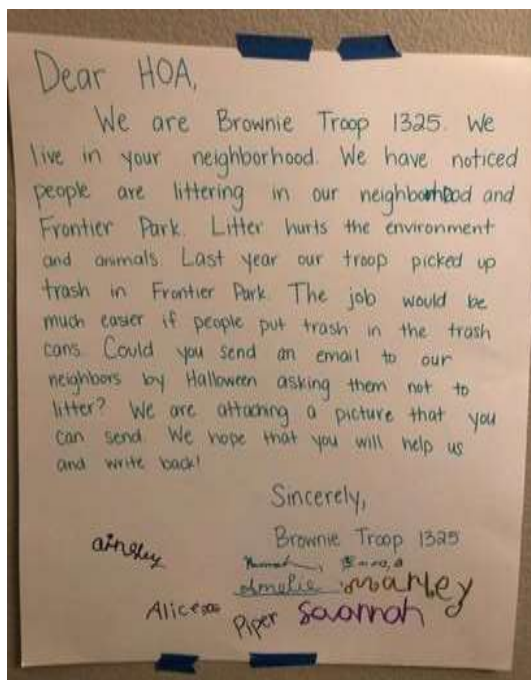 Dear HOA,
We are Brownie Troop 1325. We
live in your neighborhood. We have noticed
people are littering in our neighborhood and
Frontier Park. Litter hurts the environment
and animals. Last year our troop picked up
trash in Frontier Park. The job would be
much easier if people put trash in the trash
cans. Could you send an email to our
neighbors by Halloween asking them not to
litter? We are attaching a picture that you
can send. We hope that you will help us
and write back!
Sincerely,
Brownie Troop 1325
ainsley
Amelie marley
Alice Piper Savannah